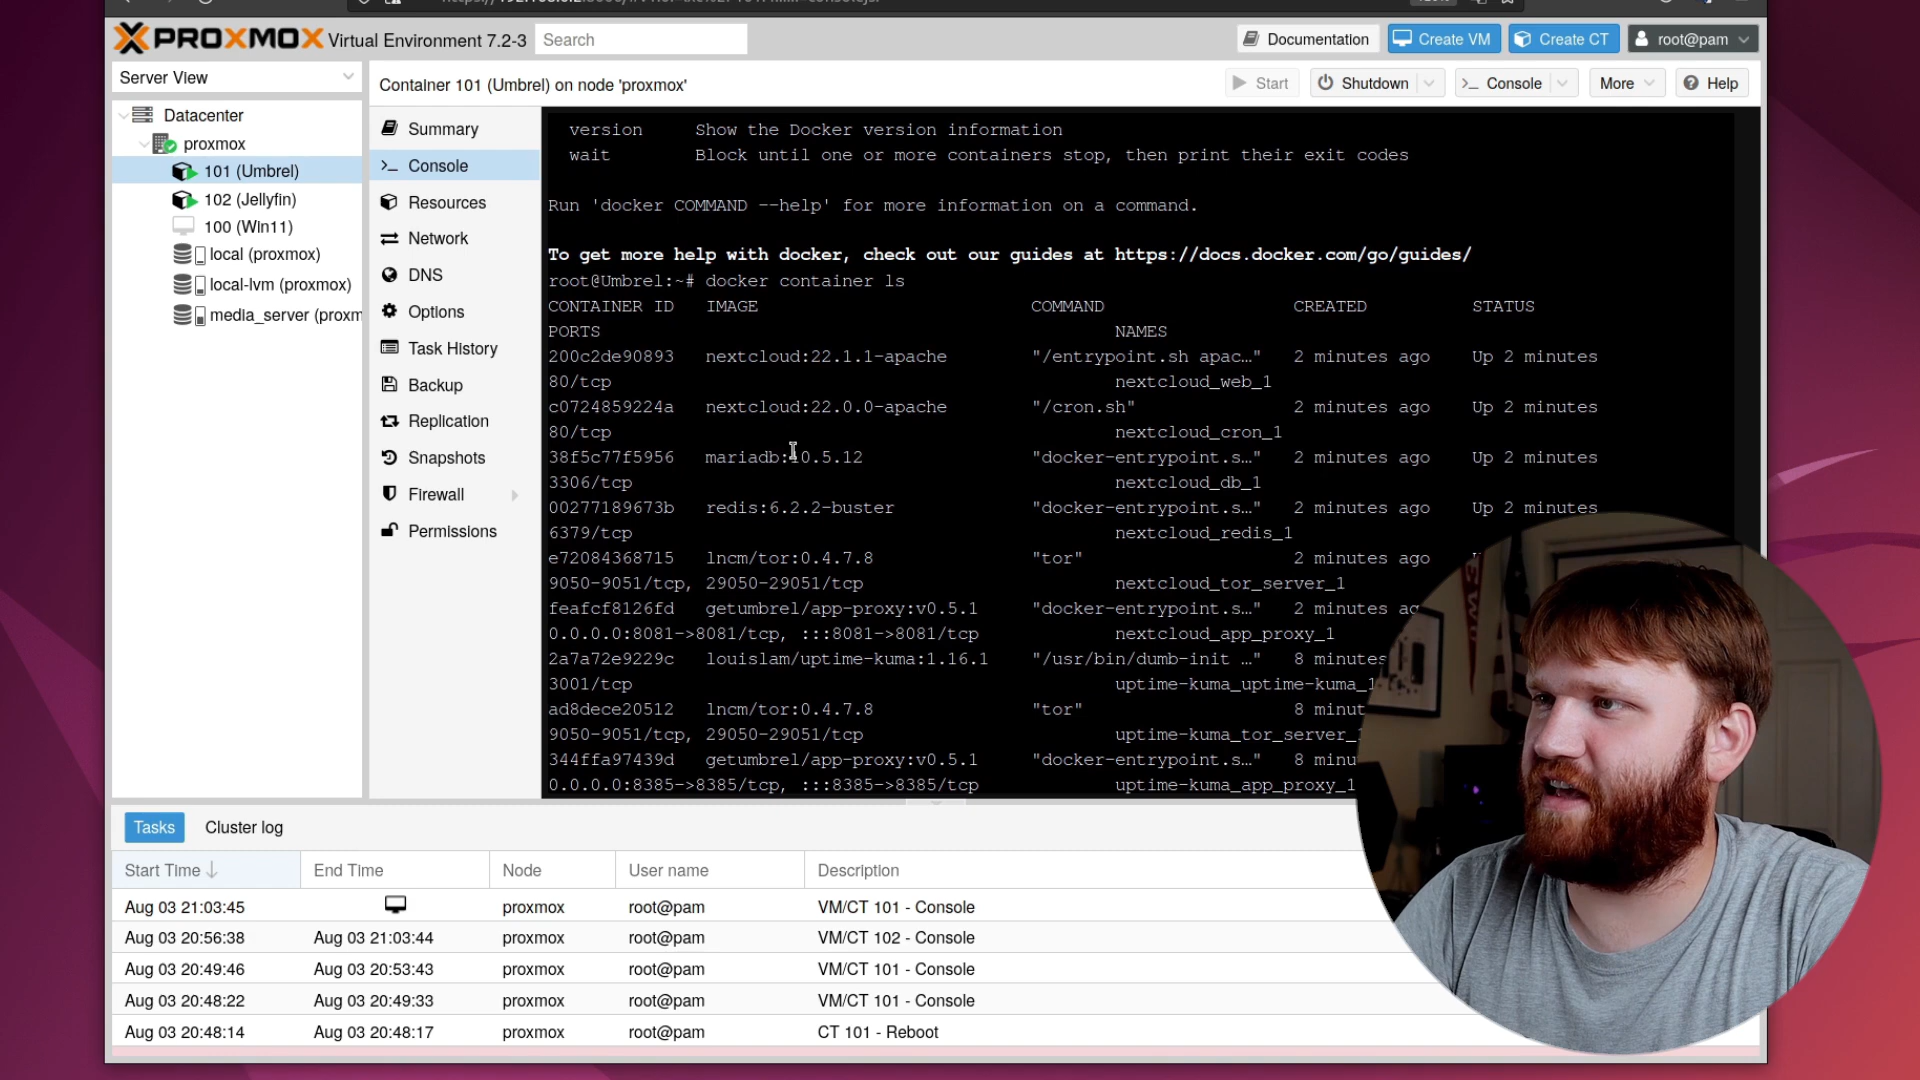 PROXMOX Virtual Environment 7.2-3
Search
Documentation
Create VM
Create CT
root@pam
Server View
Container 101 (Umbrel) on node 'proxmox'
Start
Shutdown
Console
More
Help
Datacenter
proxmox
101 (Umbrel)
102 (Jellyfin)
100 (Win11)
local (proxmox)
local-lvm (proxmox)
media_server (proxm
Summary
Console
Resources
Network
DNS
Options
Task History
Backup
Replication
Snapshots
Firewall
Permissions
version Show the Docker version information
wait Block until one or more containers stop, then print their exit codes
Run 'docker COMMAND --help' for more information on a command.
To get more help with docker, check out our guides at https://docs.docker.com/go/guides/
root@Umbrel:~# docker container ls
CONTAINER ID IMAGE COMMAND CREATED STATUS
PORTS NAMES
200c2de90893 nextcloud:22.1.1-apache "/entrypoint.sh apac…" 2 minutes ago Up 2 minutes
80/tcp nextcloud_web_1
c0724859224a nextcloud:22.0.0-apache "/cron.sh" 2 minutes ago Up 2 minutes
80/tcp nextcloud_cron_1
38f5c77f5956 mariadb:10.5.12 "docker-entrypoint.s…" 2 minutes ago Up 2 minutes
3306/tcp nextcloud_db_1
00277189673b redis:6.2.2-buster "docker-entrypoint.s…" 2 minutes ago Up 2 minutes
6379/tcp nextcloud_redis_1
e72084368715 lncm/tor:0.4.7.8 "tor" 2 minutes ago
9050-9051/tcp, 29050-29051/tcp nextcloud_tor_server_1
feafcf8126fd getumbrel/app-proxy:v0.5.1 "docker-entrypoint.s…" 2 minutes ag
0.0.0.0:8081->8081/tcp, :::8081->8081/tcp nextcloud_app_proxy_1
2a7a72e9229c louislam/uptime-kuma:1.16.1 "/usr/bin/dumb-init …" 8 minutes
3001/tcp uptime-kuma_uptime-kuma_1
ad8dece20512 lncm/tor:0.4.7.8 "tor" 8 minut
9050-9051/tcp, 29050-29051/tcp uptime-kuma_tor_server_
344ffa97439d getumbrel/app-proxy:v0.5.1 "docker-entrypoint.s…" 8 minu
0.0.0.0:8385->8385/tcp, :::8385->8385/tcp uptime-kuma_app_proxy_1
Tasks
Cluster log
Start Time End Time Node User name Description
Aug 03 21:03:45 proxmox root@pam VM/CT 101 - Console
Aug 03 20:56:38 Aug 03 21:03:44 proxmox root@pam VM/CT 102 - Console
Aug 03 20:49:46 Aug 03 20:53:43 proxmox root@pam VM/CT 101 - Console
Aug 03 20:48:22 Aug 03 20:49:33 proxmox root@pam VM/CT 101 - Console
Aug 03 20:48:14 Aug 03 20:48:17 proxmox root@pam CT 101 - Reboot